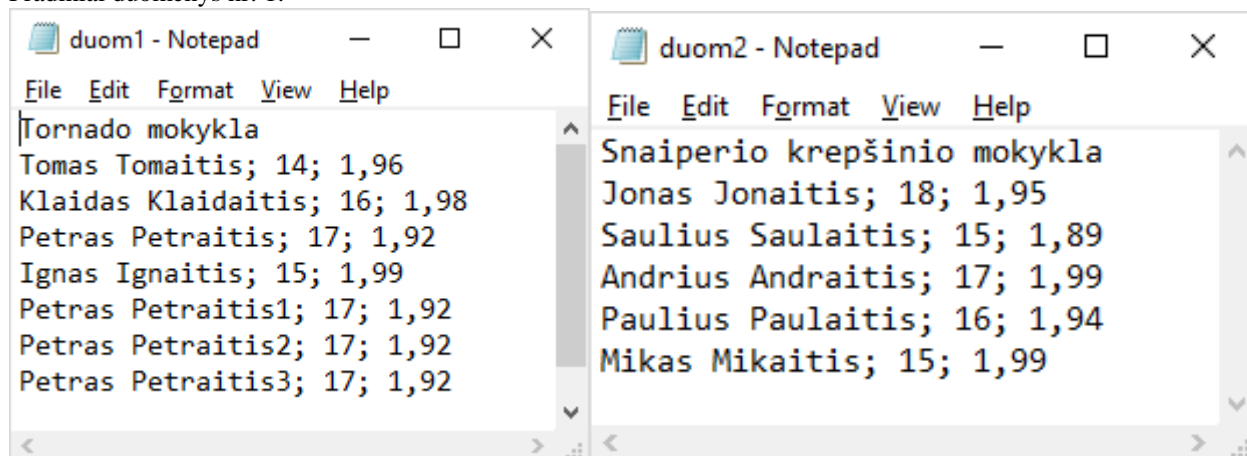 duom1 - Notepad
File Edit Format View Help
Tornado mokykla
Tomas Tomaitis; 14; 1,96
Klaidas Klaidaitis; 16; 1,98
Petras Petraitis; 17; 1,92
Ignas Ignaitis; 15; 1,99
Petras Petraitis1; 17; 1,92
Petras Petraitis2; 17; 1,92
Petras Petraitis3; 17; 1,92
duom2 - Notepad
File Edit Format View Help
Snaiperio krepšinio mokykla
Jonas Jonaitis; 18; 1,95
Saulius Saulaitis; 15; 1,89
Andrius Andraitis; 17; 1,99
Paulius Paulaitis; 16; 1,94
Mikas Mikaitis; 15; 1,99